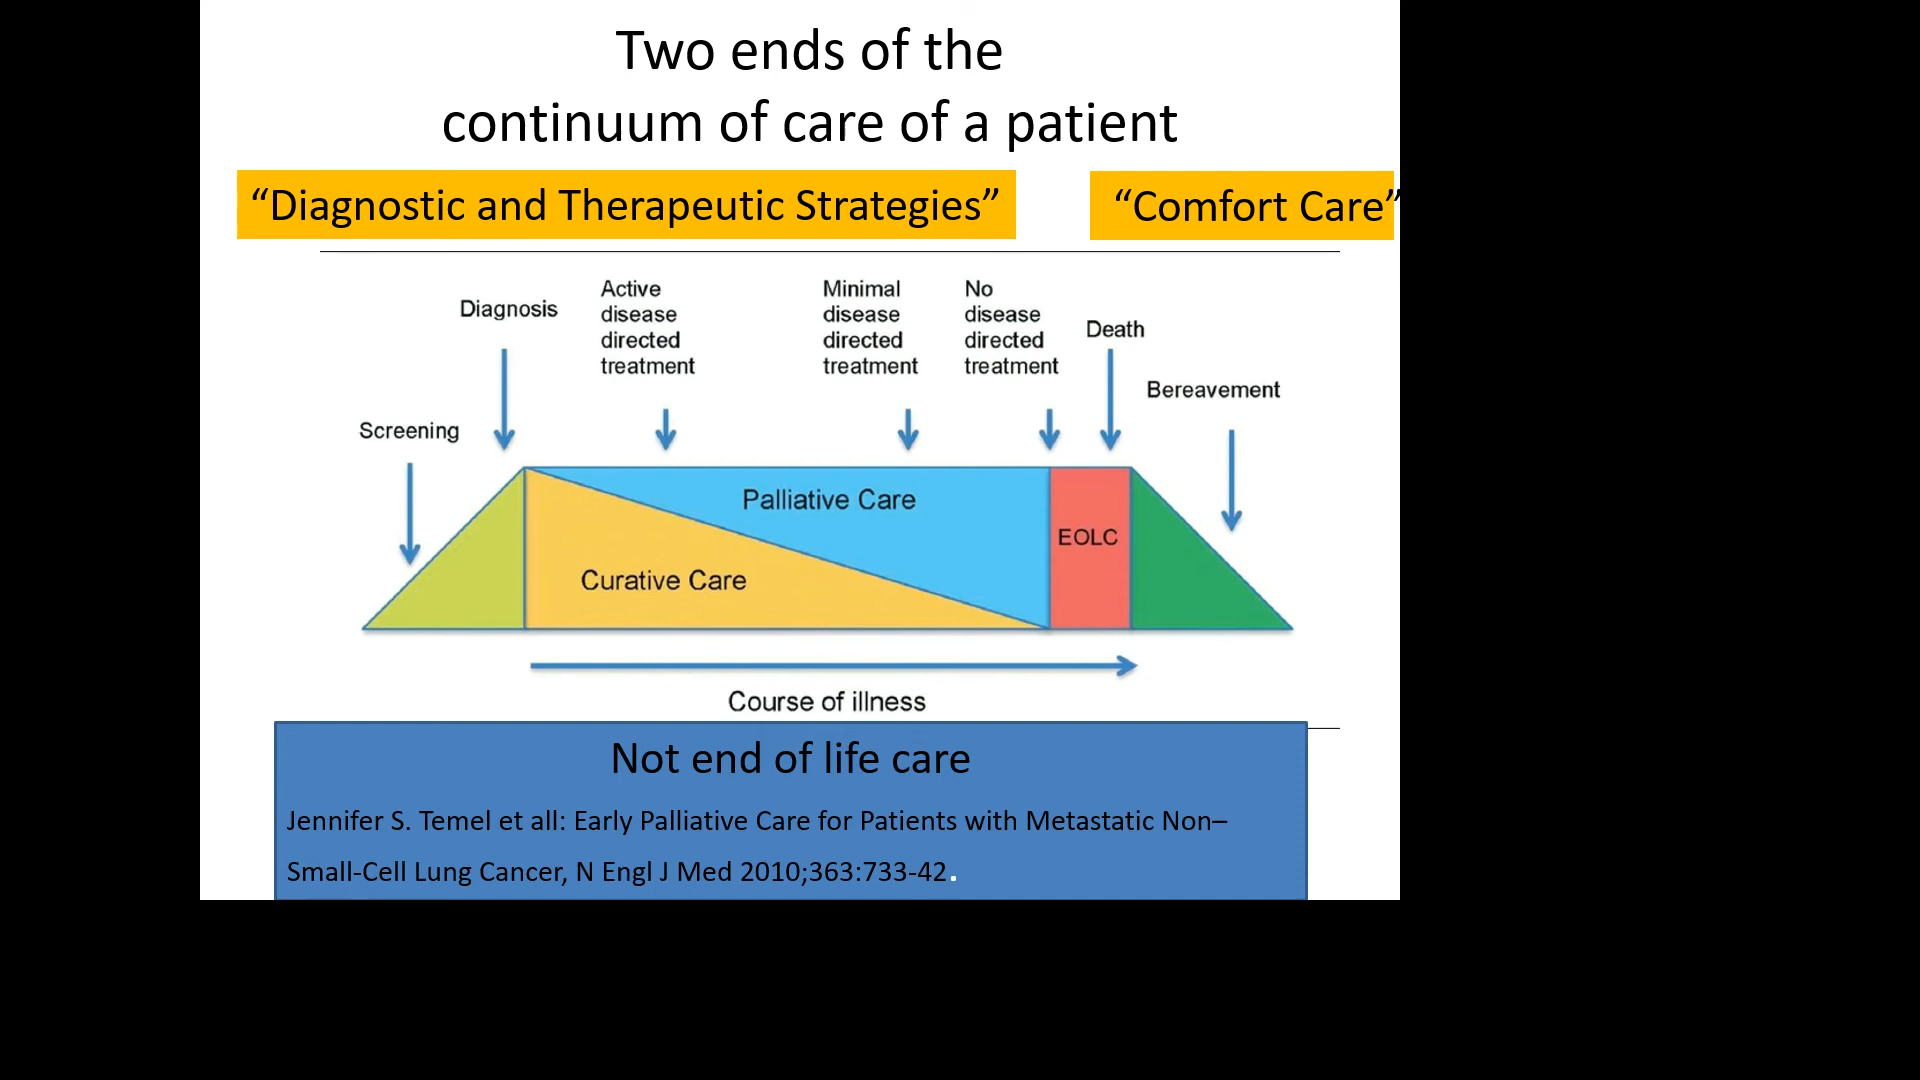 Two ends of the
continuum of care of a patient
“Diagnostic and Therapeutic Strategies”
“Comfort Care”
Screening
Diagnosis
Active
disease
directed
treatment
Minimal
disease
directed
treatment
No
disease
directed
treatment
Death
Bereavement
Palliative Care
Curative Care
EOLC
Course of illness
Not end of life care
Jennifer S. Temel et all: Early Palliative Care for Patients with Metastatic Non–
Small-Cell Lung Cancer, N Engl J Med 2010;363:733-42.